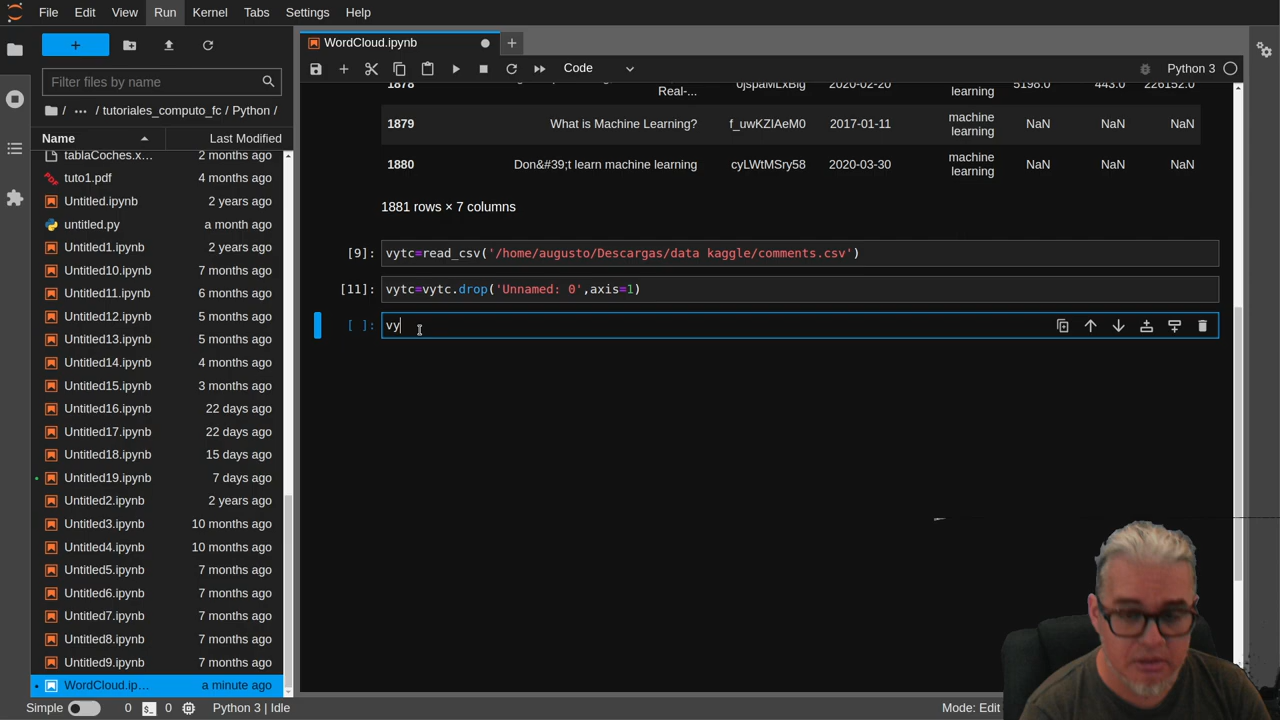 File Edit View Run Kernel Tabs Settings Help
+
Filter files by name
/ ··· / tutoriales_computo_fc / Python /
Name Last Modified
tablaCoches.x… 2 months ago
tuto1.pdf 4 months ago
Untitled.ipynb 2 years ago
untitled.py a month ago
Untitled1.ipynb 2 years ago
Untitled10.ipynb 7 months ago
Untitled11.ipynb 6 months ago
Untitled12.ipynb 5 months ago
Untitled13.ipynb 5 months ago
Untitled14.ipynb 4 months ago
Untitled15.ipynb 3 months ago
Untitled16.ipynb 22 days ago
Untitled17.ipynb 22 days ago
Untitled18.ipynb 15 days ago
Untitled19.ipynb 7 days ago
Untitled2.ipynb 2 years ago
Untitled3.ipynb 10 months ago
Untitled4.ipynb 10 months ago
Untitled5.ipynb 7 months ago
Untitled6.ipynb 7 months ago
Untitled7.ipynb 7 months ago
Untitled8.ipynb 7 months ago
Untitled9.ipynb 7 months ago
WordCloud.ip… a minute ago
WordCloud.ipynb
Code Python 3
1878 Real-... ojspaMLxBlg 2020-02-20 learning 5198.0 443.0 226152.0
1879 What is Machine Learning? f_uwKZIAeM0 2017-01-11 machine learning NaN NaN NaN
1880 Don&#39;t learn machine learning cyLWtMSry58 2020-03-30 machine learning NaN NaN NaN
1881 rows × 7 columns
[9]: vytc=read_csv('/home/augusto/Descargas/data kaggle/comments.csv')
[11]: vytc=vytc.drop('Unnamed: 0',axis=1)
[ ]: vy
Simple 0 $_ 0 Python 3 | Idle Mode: Edit